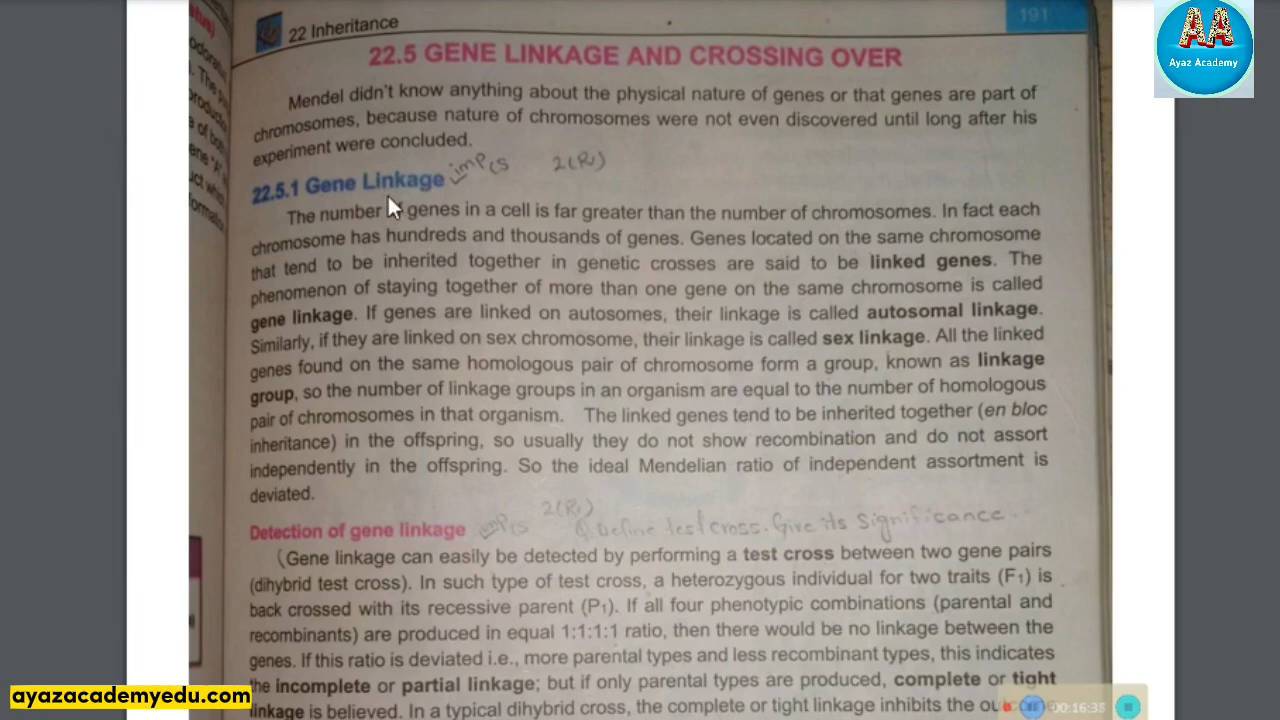 22 Inheritance
191
AA
Ayaz Academy
22.5 GENE LINKAGE AND CROSSING OVER
Mendel didn't know anything about the physical nature of genes or that genes are part of
chromosomes, because nature of chromosomes were not even discovered until long after his
experiment were concluded.
22.5.1 Gene Linkage
The number genes in a cell is far greater than the number of chromosomes. In fact each
chromosome has hundreds and thousands of genes. Genes located on the same chromosome
that tend to be inherited together in genetic crosses are said to be linked genes. The
phenomenon of staying together of more than one gene on the same chromosome is called
gene linkage. If genes are linked on autosomes, their linkage is called autosomal linkage.
Similarly, if they are linked on sex chromosome, their linkage is called sex linkage. All the linked
genes found on the same homologous pair of chromosome form a group, known as linkage
group, so the number of linkage groups in an organism are equal to the number of homologous
pair of chromosomes in that organism. The linked genes tend to be inherited together (en bloc
inheritance) in the offspring, so usually they do not show recombination and do not assort
independently in the offspring. So the ideal Mendelian ratio of independent assortment is
deviated.
Q. Define test cross. Give its significance.
Detection of gene linkage
(Gene linkage can easily be detected by performing a test cross between two gene pairs
(dihybrid test cross). In such type of test cross, a heterozygous individual for two traits (F₁) is
back crossed with its recessive parent (P₁). If all four phenotypic combinations (parental and
recombinants) are produced in equal 1:1:1:1 ratio, then there would be no linkage between the
genes. If this ratio is deviated i.e., more parental types and less recombinant types, this indicates
the incomplete or partial linkage; but if only parental types are produced, complete or tight
linkage is believed. In a typical dihybrid cross, the complete or tight linkage inhibits the
ayazacademyedu.com
00:16:35